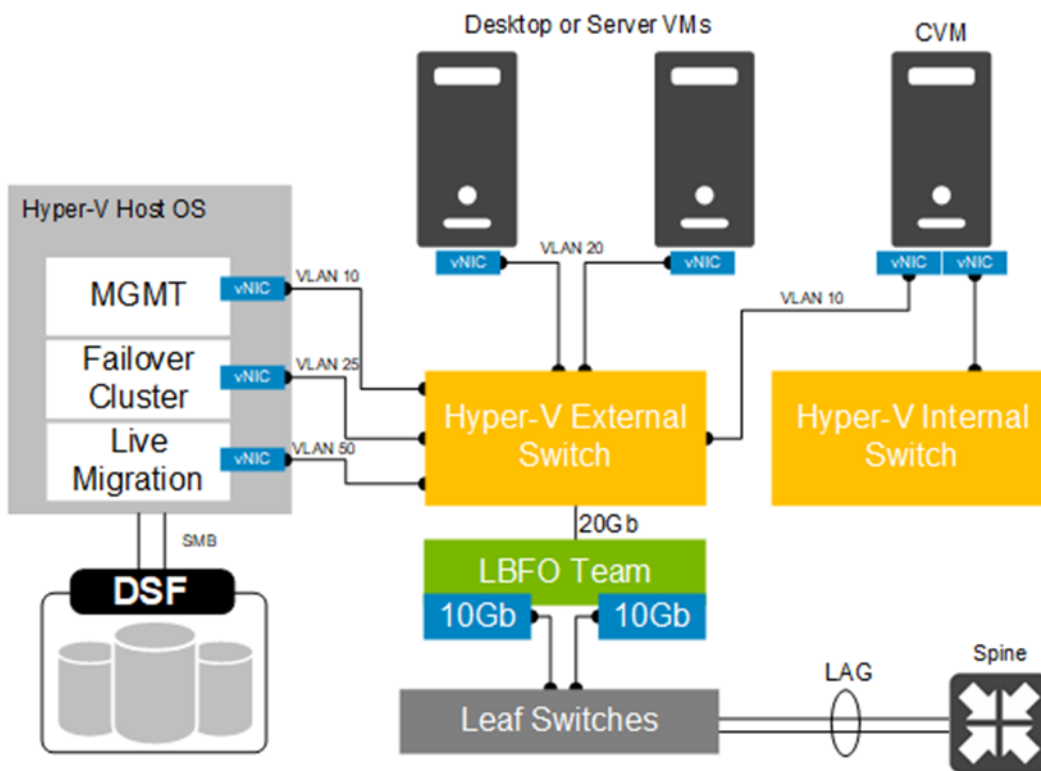 Desktop or Server VMs
CVM
Hyper-V Host OS
vNIC
VLAN 20
vNIC
vNIC
vNIC
MGMT
vNIC
VLAN 10
VLAN 10
Failover
Cluster
vNIC
VLAN 25
Hyper-V External
Switch
Hyper-V Internal
Switch
Live
Migration
vNIC
VLAN 50
SMB
20Gb
LBFO Team
DSF
10Gb
10Gb
Spine
LAG
Leaf Switches